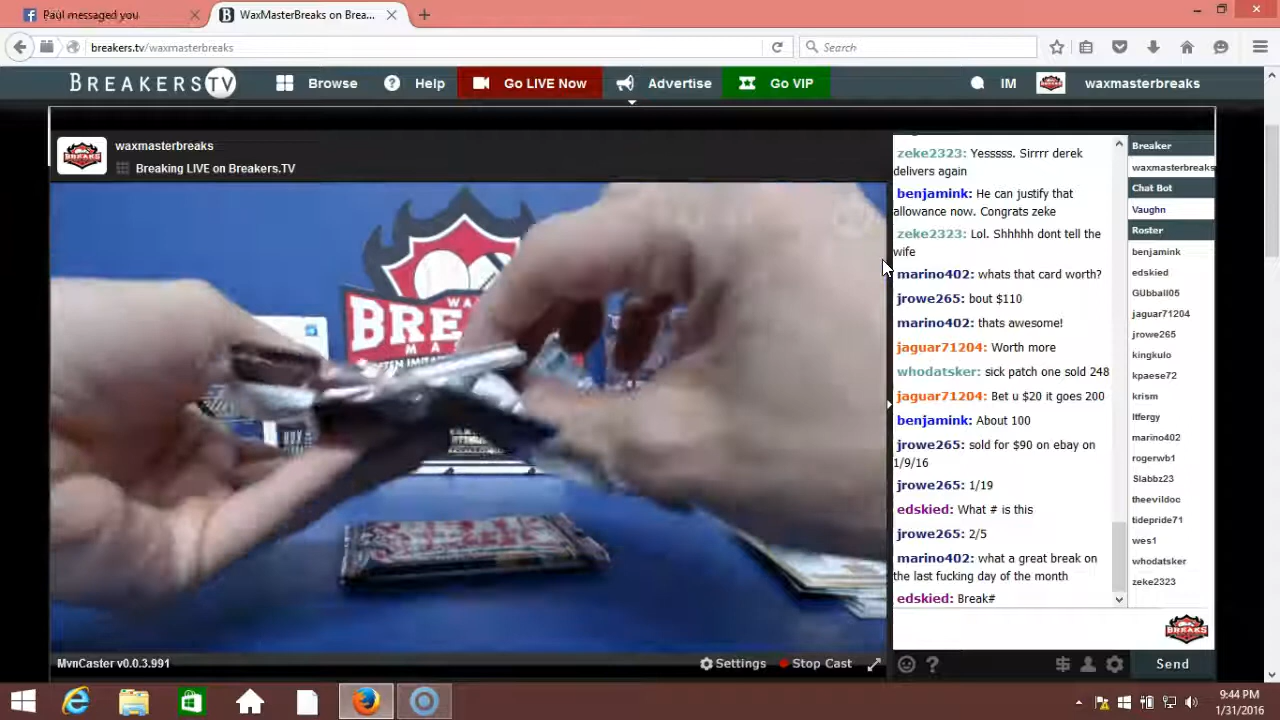 Paul messaged you
WaxMasterBreaks on Brea...
breakers.tv/waxmasterbreaks
Search
BREAKERS TV
Browse
Help
Go LIVE Now
Advertise
Go VIP
IM
waxmasterbreaks
waxmasterbreaks
Breaking LIVE on Breakers.TV
BRE
zeke2323: Yesssss. Sirrrr derek
delivers again
benjamink: He can justify that
allowance now. Congrats zeke
zeke2323: Lol. Shhhhh dont tell the
wife
marino402: whats that card worth?
jrowe265: bout $110
marino402: thats awesome!
jaguar71204: Worth more
whodatsker: sick patch one sold 248
jaguar71204: Bet u $20 it goes 200
benjamink: About 100
jrowe265: sold for $90 on ebay on
1/9/16
jrowe265: 1/19
edskied: What # is this
jrowe265: 2/5
marino402: what a great break on
the last fucking day of the month
edskied: Break#
Breaker
waxmasterbreaks
Chat Bot
Vaughn
Roster
benjamink
edskied
GUbball05
jaguar71204
jrowe265
kingkulo
kpaese72
krism
ltfergy
marino402
rogerwb1
Slabbz23
theevildoc
tidepride71
wes1
whodatsker
zeke2323
BREAKS
MvnCaster v0.0.3.991
Settings
Stop Cast
Send
9:44 PM
1/31/2016